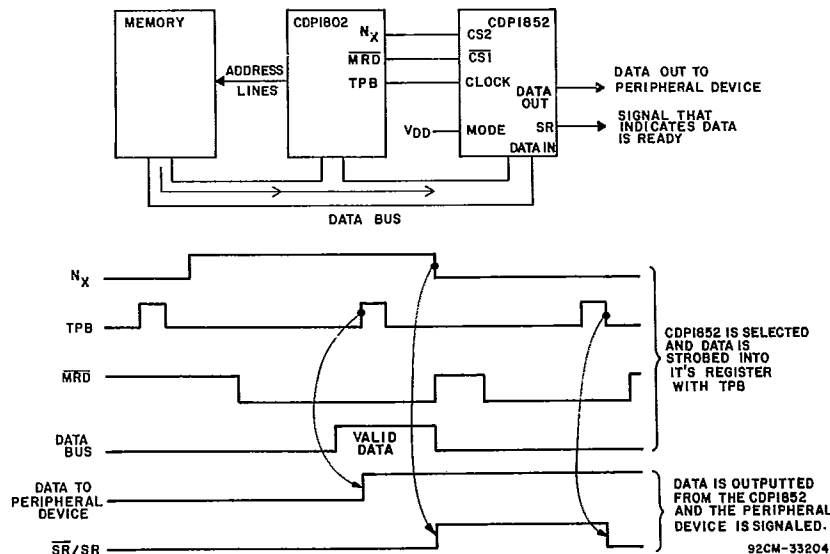 MEMORY
CDP1802
CDP1852
ADDRESS
LINES
NX
MRD
TPB
CS2
CS1
CLOCK
DATA
OUT
VDD
MODE
SR
DATA IN
DATA OUT TO
PERIPHERAL DEVICE
SIGNAL THAT
INDICATES DATA
IS READY
DATA BUS
NX
TPB
MRD
DATA
BUS
VALID
DATA
CDP1852 IS SELECTED
AND DATA IS
STROBED INTO
IT'S REGISTER
WITH TPB
DATA TO
PERIPHERAL
DEVICE
SR/SR
DATA IS OUTPUTTED
FROM THE CDP1852
AND THE PERIPHERAL
DEVICE IS SIGNALED.
92CM-33204